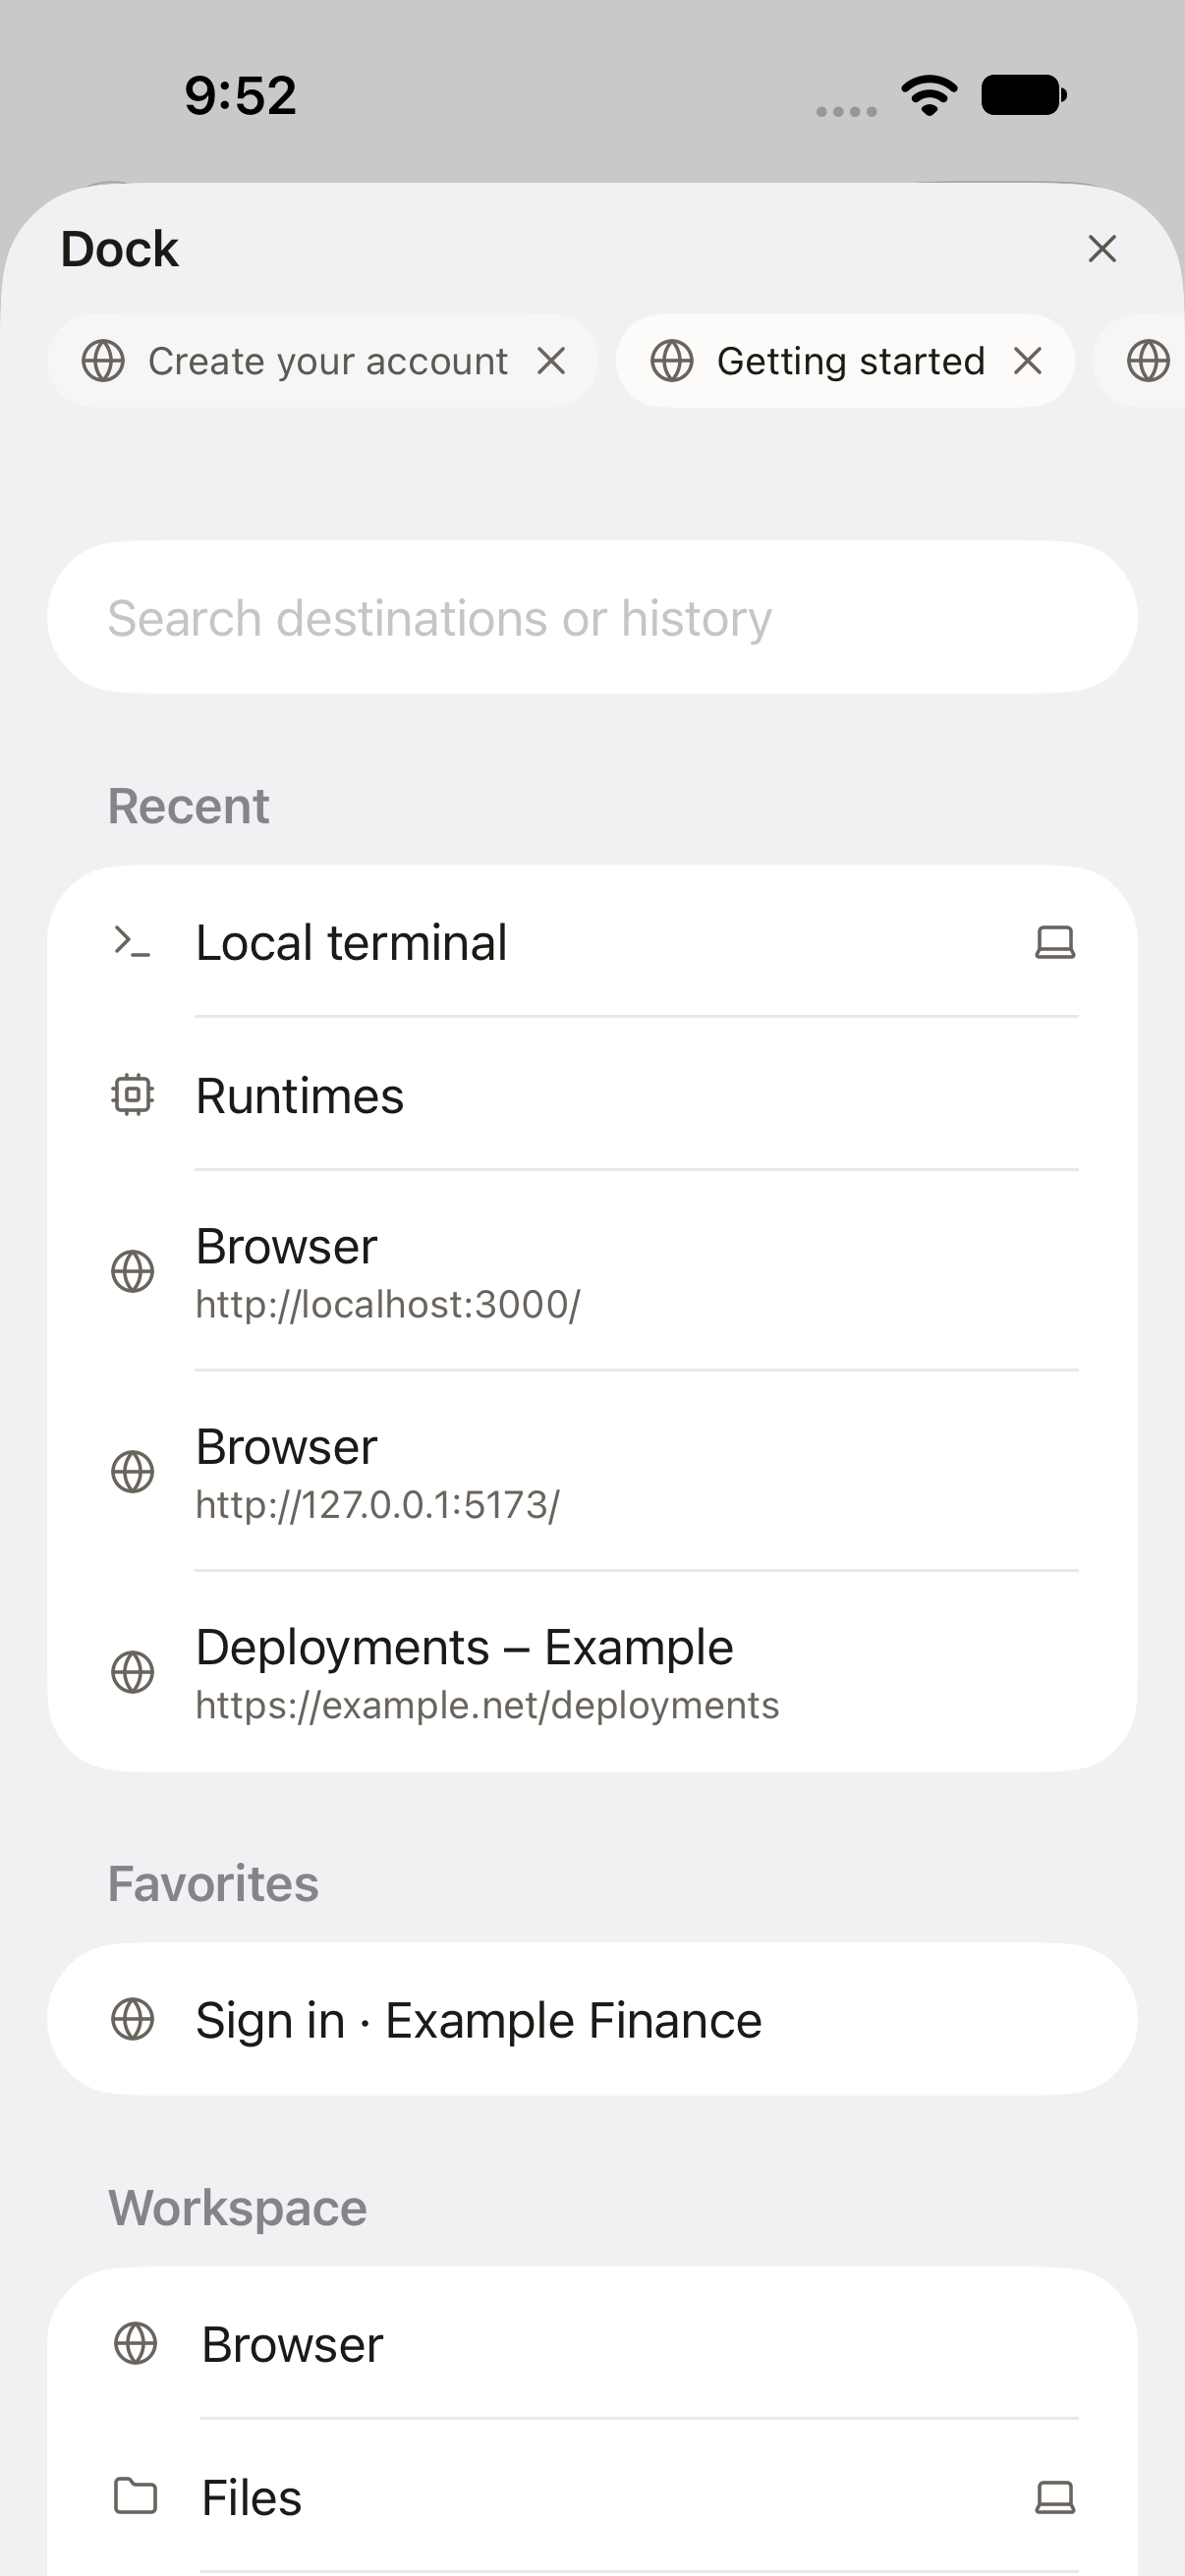 9:52
Dock
Create your account
Getting started
Search destinations or history
Recent
Local terminal
Runtimes
Browser
http://localhost:3000/
Browser
http://127.0.0.1:5173/
Deployments – Example
https://example.net/deployments
Favorites
Sign in · Example Finance
Workspace
Browser
Files